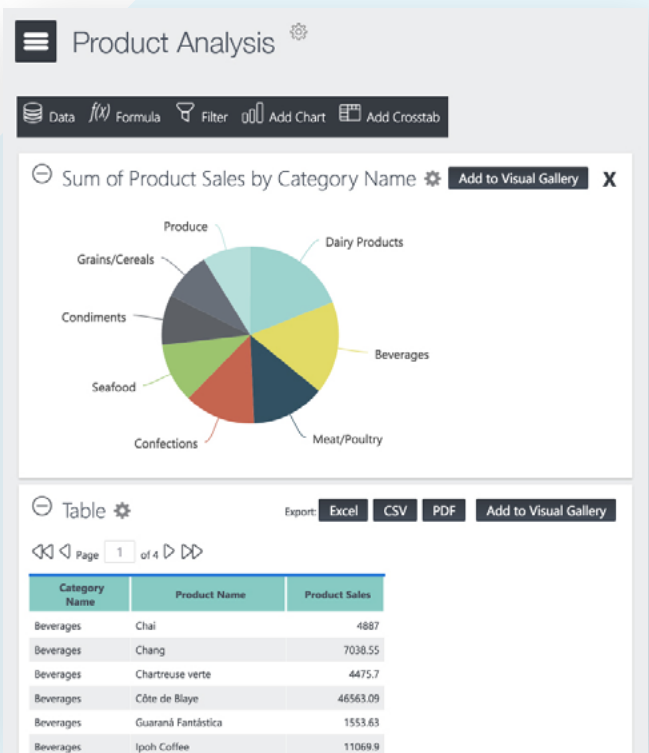 Product Analysis
Data f(x) Formula Filter Add Chart Add Crosstab
Sum of Product Sales by Category Name Add to Visual Gallery X
Produce
Dairy Products
Grains/Cereals
Condiments
Beverages
Seafood
Meat/Poultry
Confections
Table Export: Excel CSV PDF Add to Visual Gallery
Page 1 of 4
Category Name Product Name Product Sales
Beverages Chai 4887
Beverages Chang 7038.55
Beverages Chartreuse verte 4475.7
Beverages Côte de Blaye 46563.09
Beverages Guaraná Fantástica 1553.63
Beverages Ipoh Coffee 11069.9